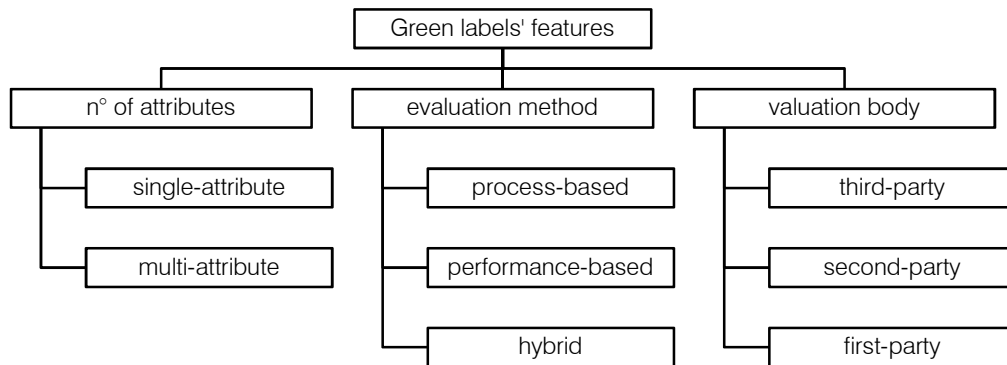 Green labels' features
n° of attributes
single-attribute
multi-attribute
evaluation method
process-based
performance-based
hybrid
valuation body
third-party
second-party
first-party